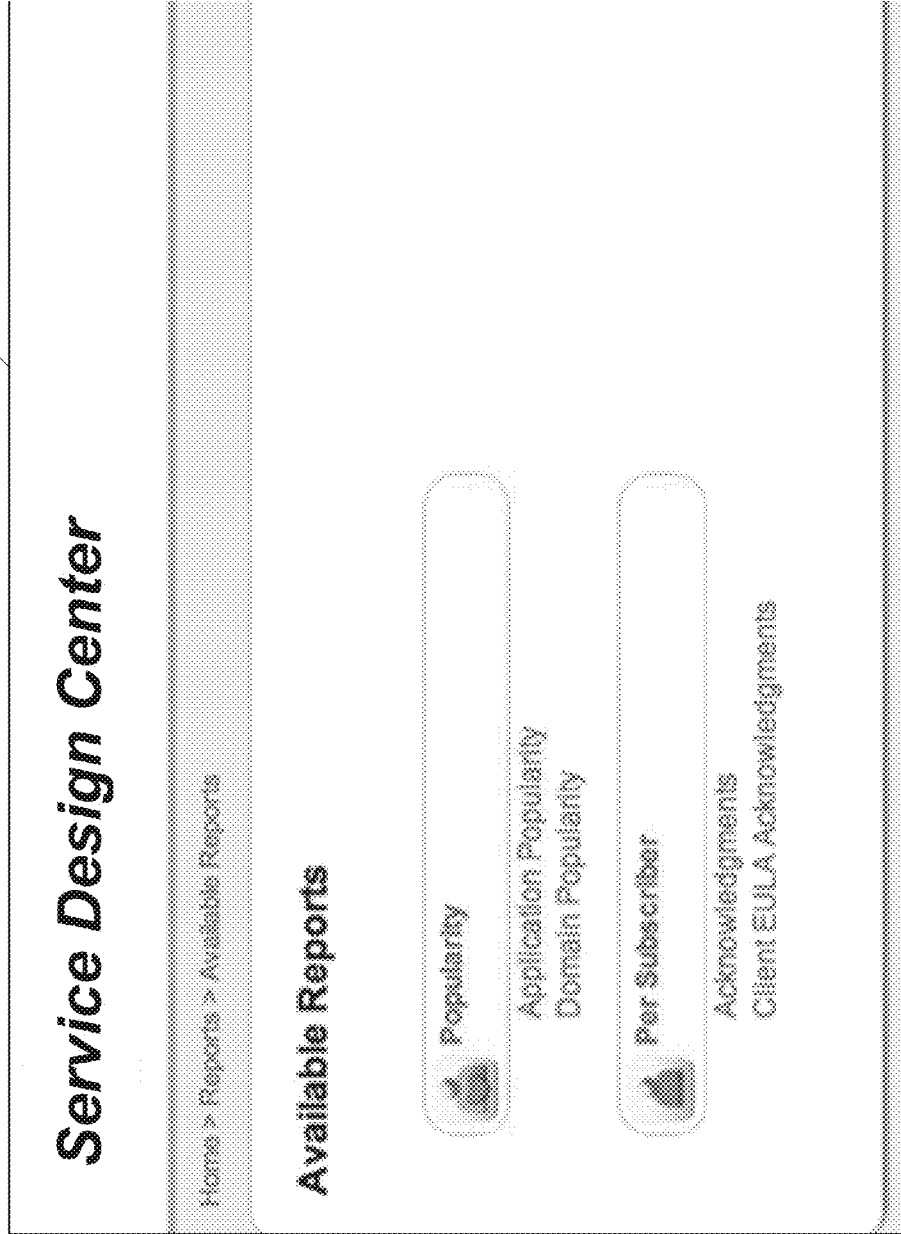 Service Design Center
Home > Reports > Available Reports
Available Reports
Popularity
Application Popularity
Domain Popularity
Per Subscriber
Acknowledgments
Client EULA Acknowledgments